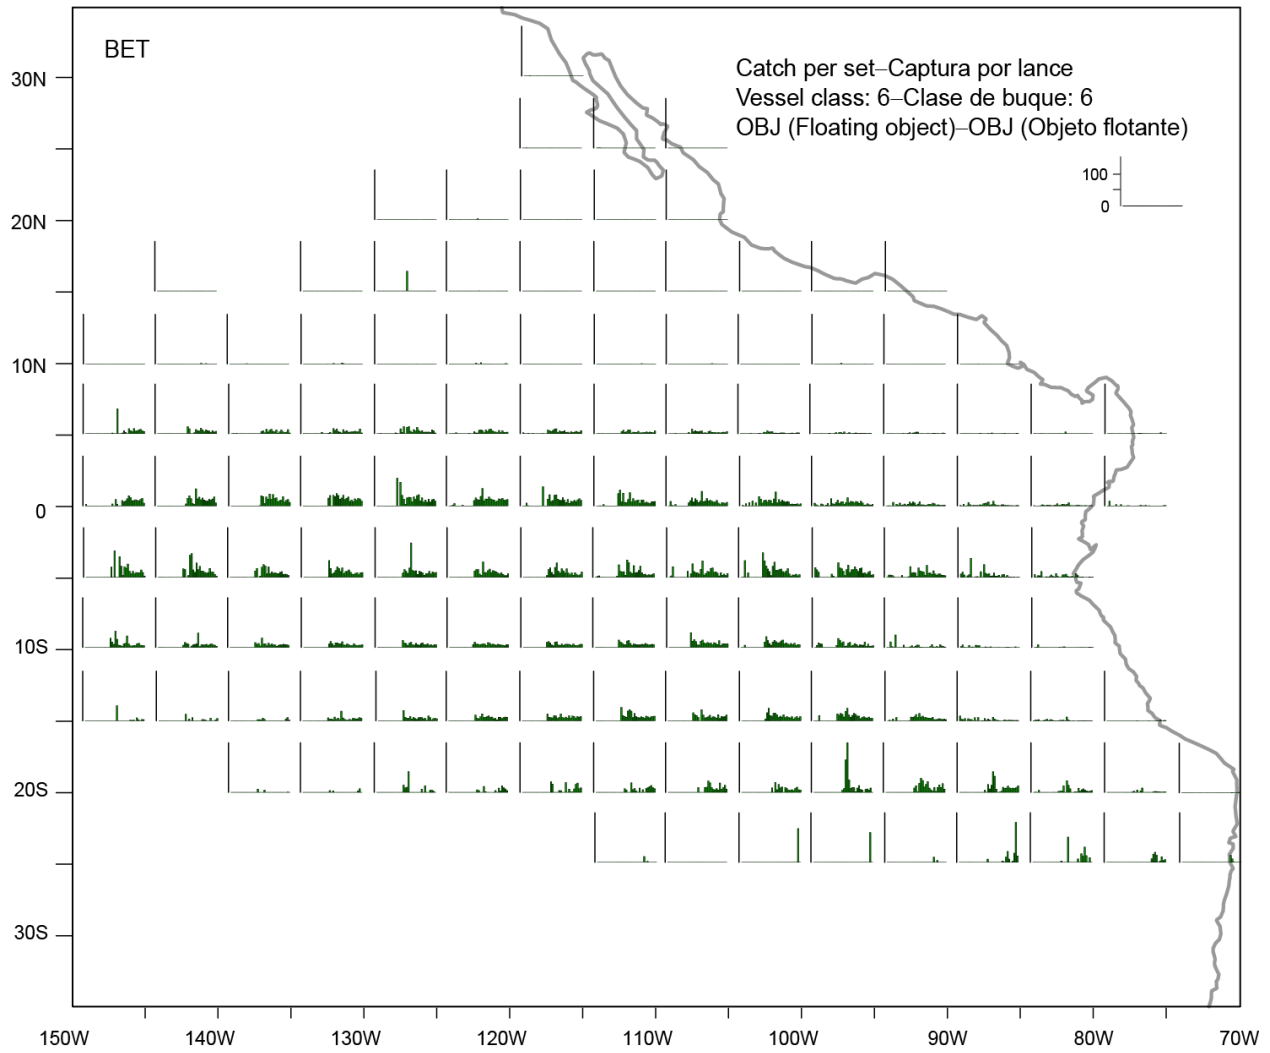 BET
Catch per set–Captura por lance
Vessel class: 6–Clase de buque: 6
OBJ (Floating object)–OBJ (Objeto flotante)
100
0
30N
20N
10N
0
10S
20S
30S
150W 140W 130W 120W 110W 100W 90W 80W 70W